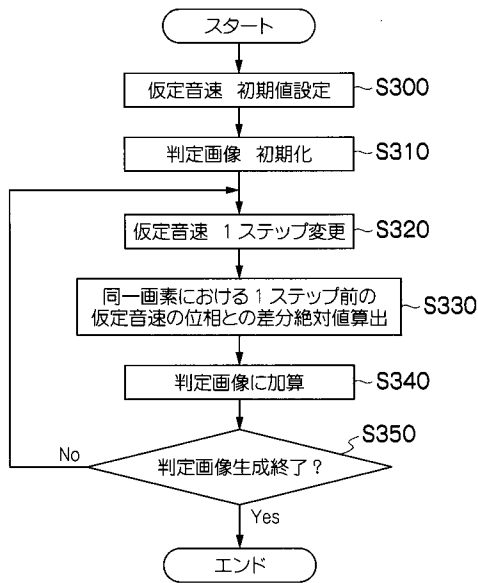 スタート
仮定音速 初期値設定
S300
判定画像 初期化
S310
仮定音速 1ステップ変更
S320
同一画素における1ステップ前の
仮定音速の位相との差分絶対値算出
S330
判定画像に加算
S340
S350
判定画像生成終了?
No
Yes
エンド